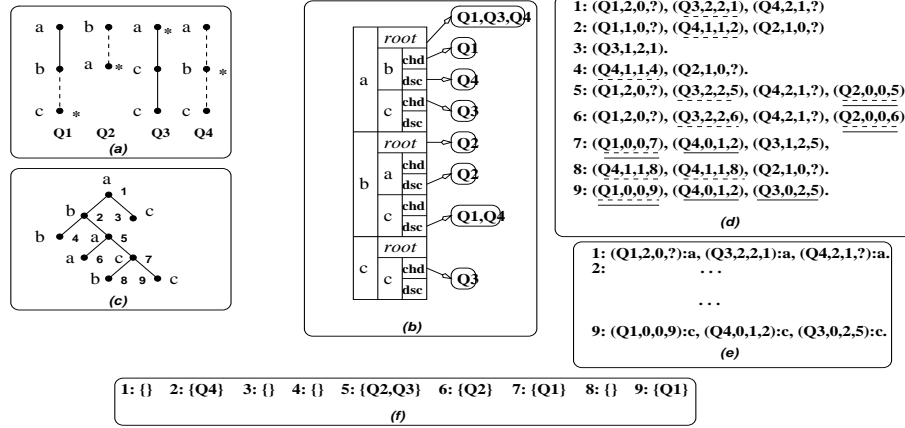 a b a * a
b a * c b *
c * c c
Q1 Q2 Q3 Q4
(a)
a
1
b 2 3 c
b 4 a 5
a 6 c 7
b 8 9 c
(c)
a root Q1,Q3,Q4
b chd Q1
dsc Q4
c chd Q3
dsc
b root Q2
a chd
dsc Q2
c chd
dsc Q1,Q4
c root
c chd Q3
dsc
(b)
1: (Q1,2,0,?), (Q3,2,2,1), (Q4,2,1,?)
2: (Q1,1,0,?), (Q4,1,1,2), (Q2,1,0,?)
3: (Q3,1,2,1).
4: (Q4,1,1,4), (Q2,1,0,?).
5: (Q1,2,0,?), (Q3,2,2,5), (Q4,2,1,?), (Q2,0,0,5)
6: (Q1,2,0,?), (Q3,2,2,6), (Q4,2,1,?), (Q2,0,0,6)
7: (Q1,0,0,7), (Q4,0,1,2), (Q3,1,2,5),
8: (Q4,1,1,8), (Q4,1,1,8), (Q2,1,0,?).
9: (Q1,0,0,9), (Q4,0,1,2), (Q3,0,2,5).
(d)
1: (Q1,2,0,?):a, (Q3,2,2,1):a, (Q4,2,1,?):a.
2: . . .
. . .
9: (Q1,0,0,9):c, (Q4,0,1,2):c, (Q3,0,2,5):c.
(e)
1: {} 2: {Q4} 3: {} 4: {} 5: {Q2,Q3} 6: {Q2} 7: {Q1} 8: {} 9: {Q1}
(f)